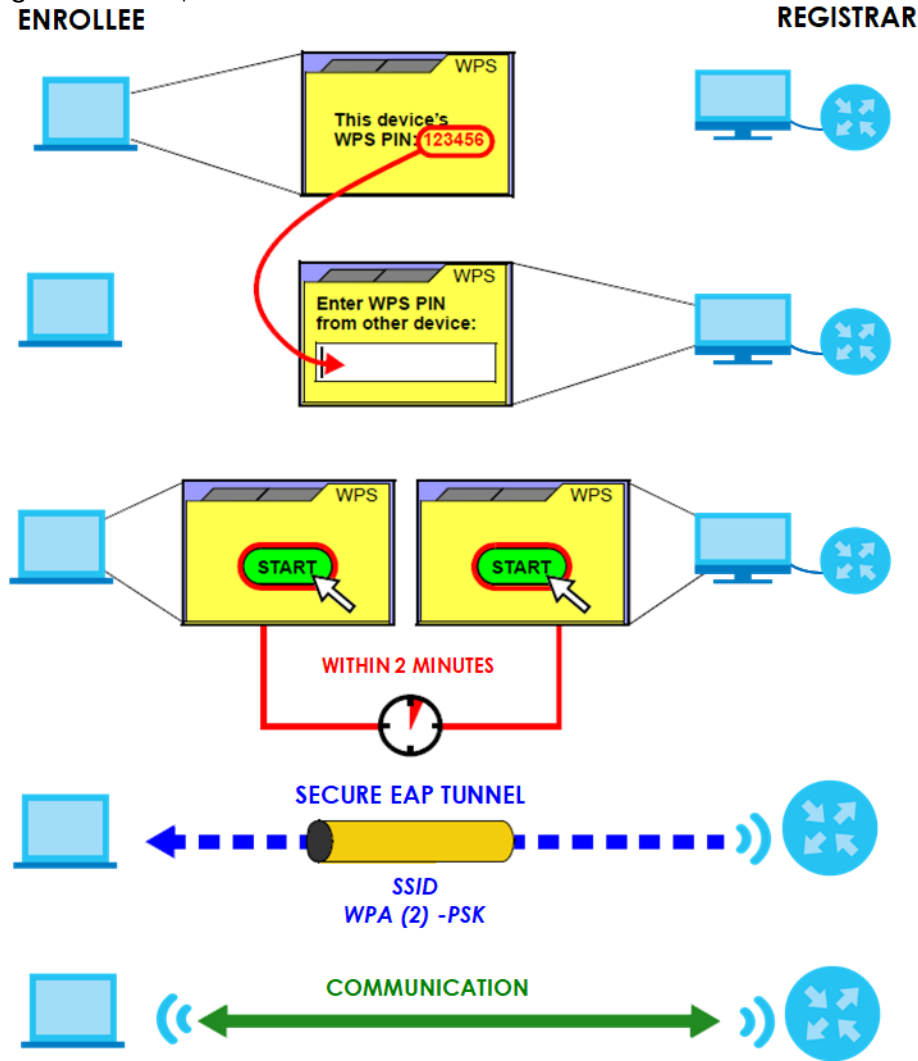 ENROLLEE
REGISTRAR
WPS
This device's
WPS PIN: 123456
WPS
Enter WPS PIN
from other device:
WPS
WPS
START
START
WITHIN 2 MINUTES
SECURE EAP TUNNEL
SSID
WPA (2) -PSK
COMMUNICATION